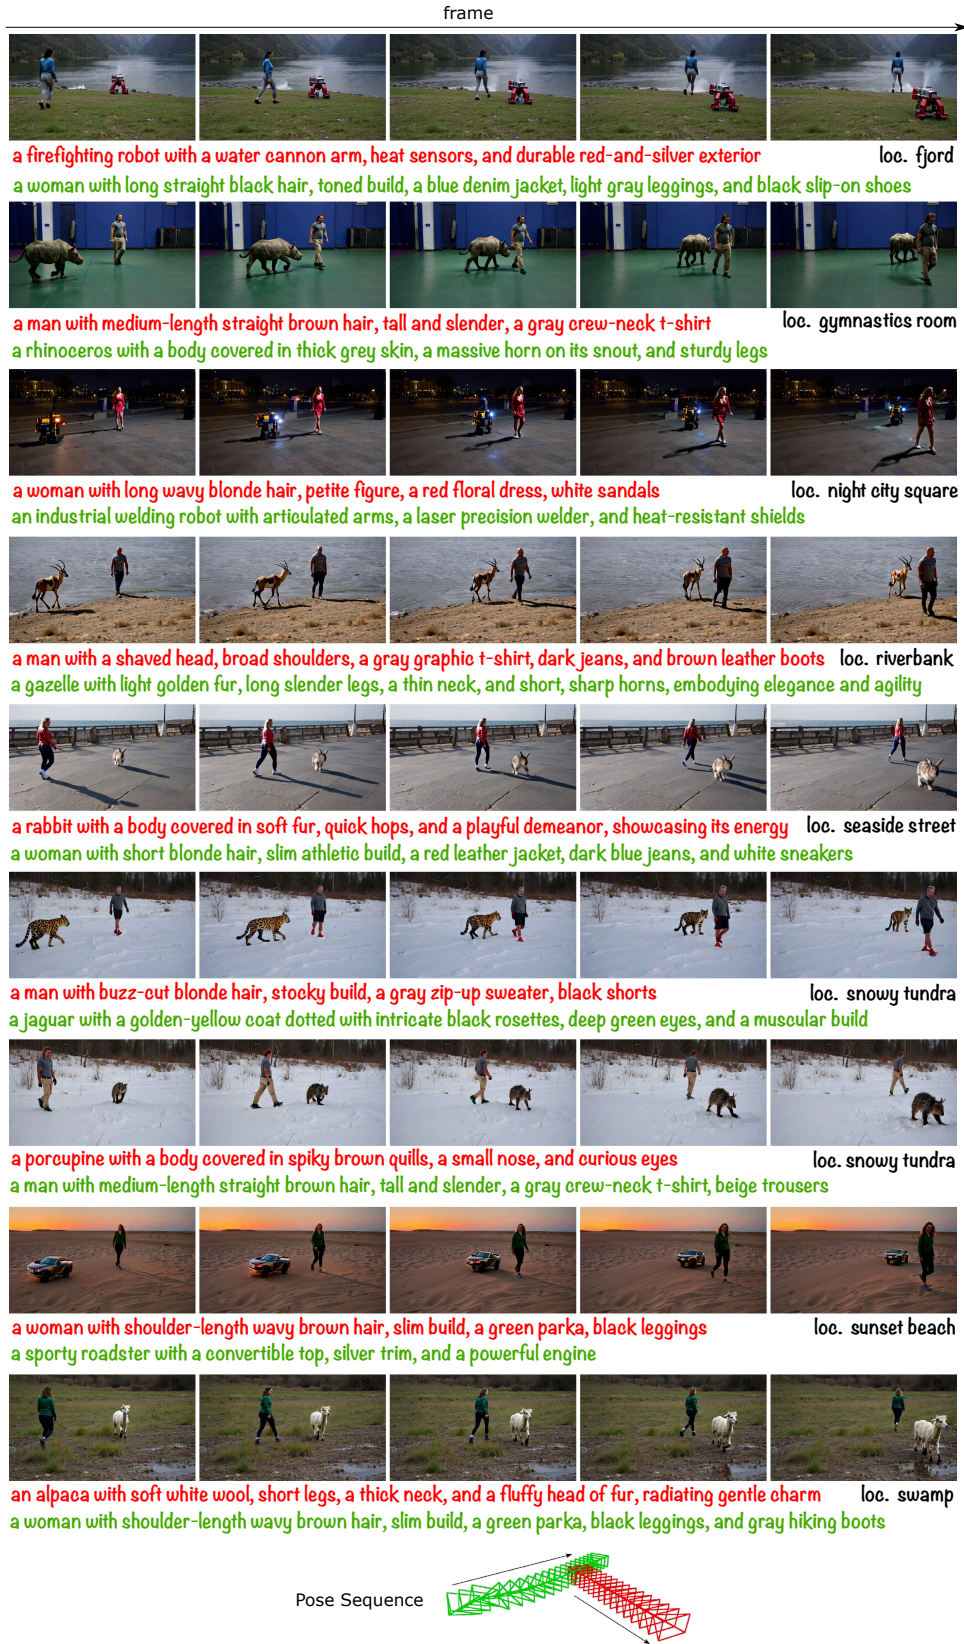 frame
a firefighting robot with a water cannon arm, heat sensors, and durable red-and-silver exterior loc. fjord
a woman with long straight black hair, toned build, a blue denim jacket, light gray leggings, and black slip-on shoes
a man with medium-length straight brown hair, tall and slender, a gray crew-neck t-shirt loc. gymnastics room
a rhinoceros with a body covered in thick grey skin, a massive horn on its snout, and sturdy legs
a woman with long wavy blonde hair, petite figure, a red floral dress, white sandals loc. night city square
an industrial welding robot with articulated arms, a laser precision welder, and heat-resistant shields
a man with a shaved head, broad shoulders, a gray graphic t-shirt, dark jeans, and brown leather boots loc. riverbank
a gazelle with light golden fur, long slender legs, a thin neck, and short, sharp horns, embodying elegance and agility
a rabbit with a body covered in soft fur, quick hops, and a playful demeanor, showcasing its energy loc. seaside street
a woman with short blonde hair, slim athletic build, a red leather jacket, dark blue jeans, and white sneakers
a man with buzz-cut blonde hair, stocky build, a gray zip-up sweater, black shorts loc. snowy tundra
a jaguar with a golden-yellow coat dotted with intricate black rosettes, deep green eyes, and a muscular build
a porcupine with a body covered in spiky brown quills, a small nose, and curious eyes loc. snowy tundra
a man with medium-length straight brown hair, tall and slender, a gray crew-neck t-shirt, beige trousers
a woman with shoulder-length wavy brown hair, slim build, a green parka, black leggings loc. sunset beach
a sporty roadster with a convertible top, silver trim, and a powerful engine
an alpaca with soft white wool, short legs, a thick neck, and a fluffy head of fur, radiating gentle charm loc. swamp
a woman with shoulder-length wavy brown hair, slim build, a green parka, black leggings, and gray hiking boots
Pose Sequence